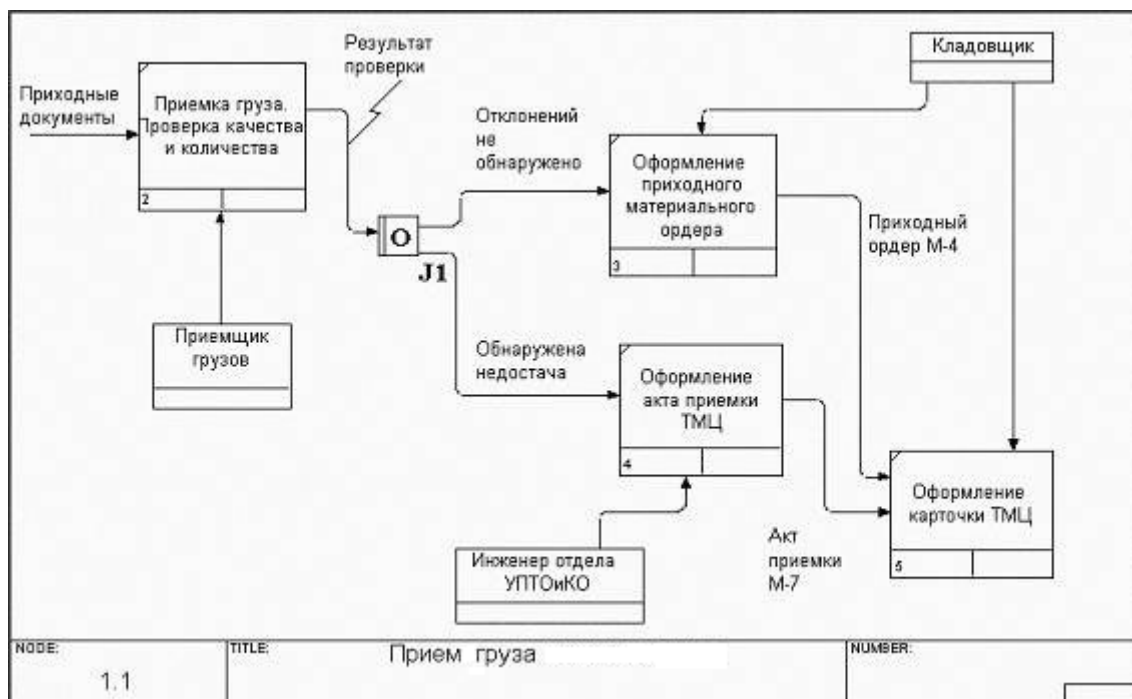 Приходные
документы
Приемка груза.
Проверка качества
и количества
2
Результат
проверки
Кладовщик
Отклонений
не
обнаружено
Оформление
приходного
материального
ордера
3
Приходный
ордер М-4
O
J1
Приемщик
грузов
Обнаружена
недостача
Оформление
акта приемки
ТМЦ
4
Оформление
карточки ТМЦ
5
Инженер отдела
УПТОиКО
Акт
приемки
М-7
NODE:
1.1
TITLE:
Прием груза
NUMBER: